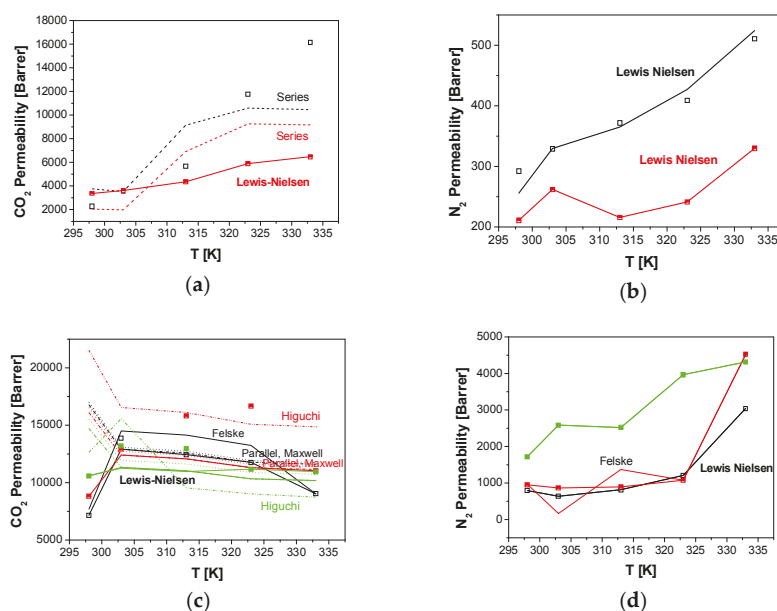 18000
16000
14000
12000
10000
8000
6000
4000
2000
CO2 Permeability [Barrer]
Series
Series
Lewis-Nielsen
295 300 305 310 315 320 325 330 335
T [K]
(a)
500
400
300
200
N2 Permeability [Barrer]
Lewis Nielsen
Lewis Nielsen
295 300 305 310 315 320 325 330 335
T [K]
(b)
20000
15000
10000
5000
CO2 Permeability [Barrer]
Higuchi
Felske
Parallel, Maxwell
Parallel, Maxwell
Lewis-Nielsen
Higuchi
295 300 305 310 315 320 325 330 335
T [K]
(c)
5000
4000
3000
2000
1000
0
N2 Permeability [Barrer]
Felske
Lewis Nielsen
295 300 305 310 315 320 325 330 335
T [K]
(d)